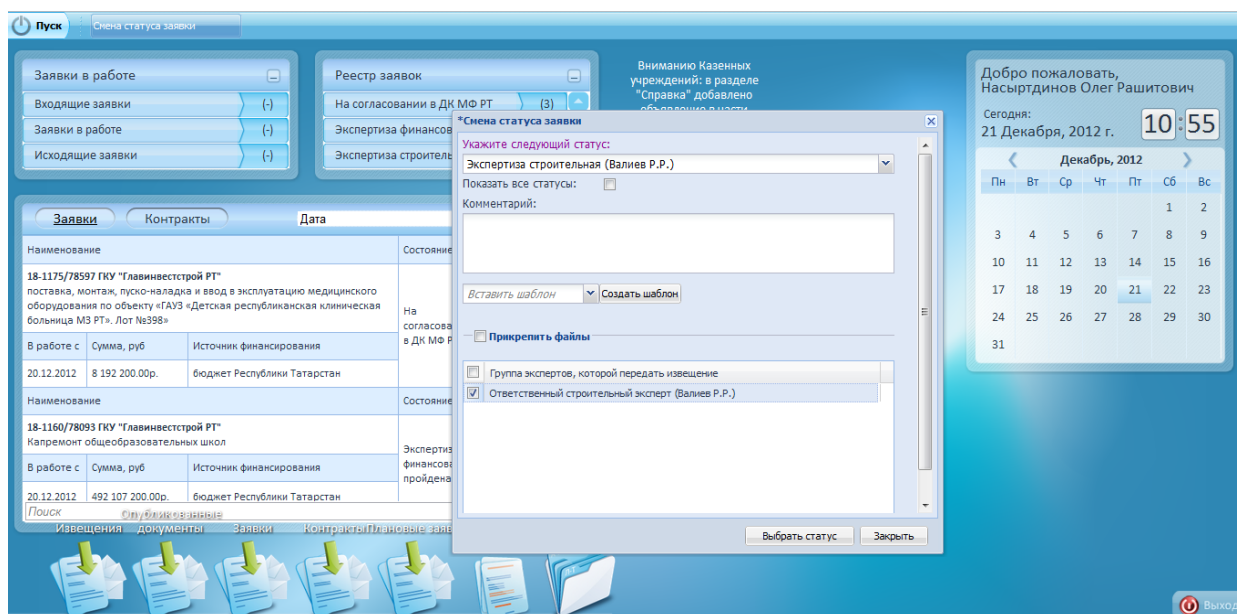 Пуск
Смена статуса заявки
Заявки в работе
Входящие заявки (-)
Заявки в работе (-)
Исходящие заявки (-)
Реестр заявок
На согласовании в ДК МФ РТ (3)
Экспертиза финансов
Экспертиза строитель
Вниманию Казенных
учреждений: в разделе
"Справка" добавлено
объявление в части
Добро пожаловать,
Насыртдинов Олег Рашитович
Сегодня:
21 Декабрь, 2012 г.
10:55
Декабрь, 2012
Пн Вт Ср Чт Пт Сб Вс
1 2
3 4 5 6 7 8 9
10 11 12 13 14 15 16
17 18 19 20 21 22 23
24 25 26 27 28 29 30
31
Заявки Контракты Дата
Наименование Состояние
18-1175/78597 ГКУ "Главинвестстрой РТ"
поставка, монтаж, пуско-наладка и ввод в эксплуатацию медицинского
оборудования по объекту «ГАУЗ «Детская республиканская клиническая
больница МЗ РТ». Лот №398»
На
согласова
в ДК МФ Р
В работе с Сумма, руб Источник финансирования
20.12.2012 8 192 200.00р. бюджет Республики Татарстан
Наименование Состояние
18-1160/78093 ГКУ "Главинвестстрой РТ"
Капремонт общеобразовательных школ
Экспертиз
финансова
пройдена
В работе с Сумма, руб Источник финансирования
20.12.2012 492 107 200.00р. бюджет Республики Татарстан
Поиск
*Смена статуса заявки
Укажите следующий статус:
Экспертиза строительная (Валиев Р.Р.)
Показать все статусы:
Комментарий:
Вставить шаблон Создать шаблон
Прикрепить файлы
Группа экспертов, которой передать извещение
Ответственный строительный эксперт (Валиев Р.Р.)
Выбрать статус Закрыть
Извещения
Опубликованные
документы
Заявки
Контракты
Плановые заяв
Выход